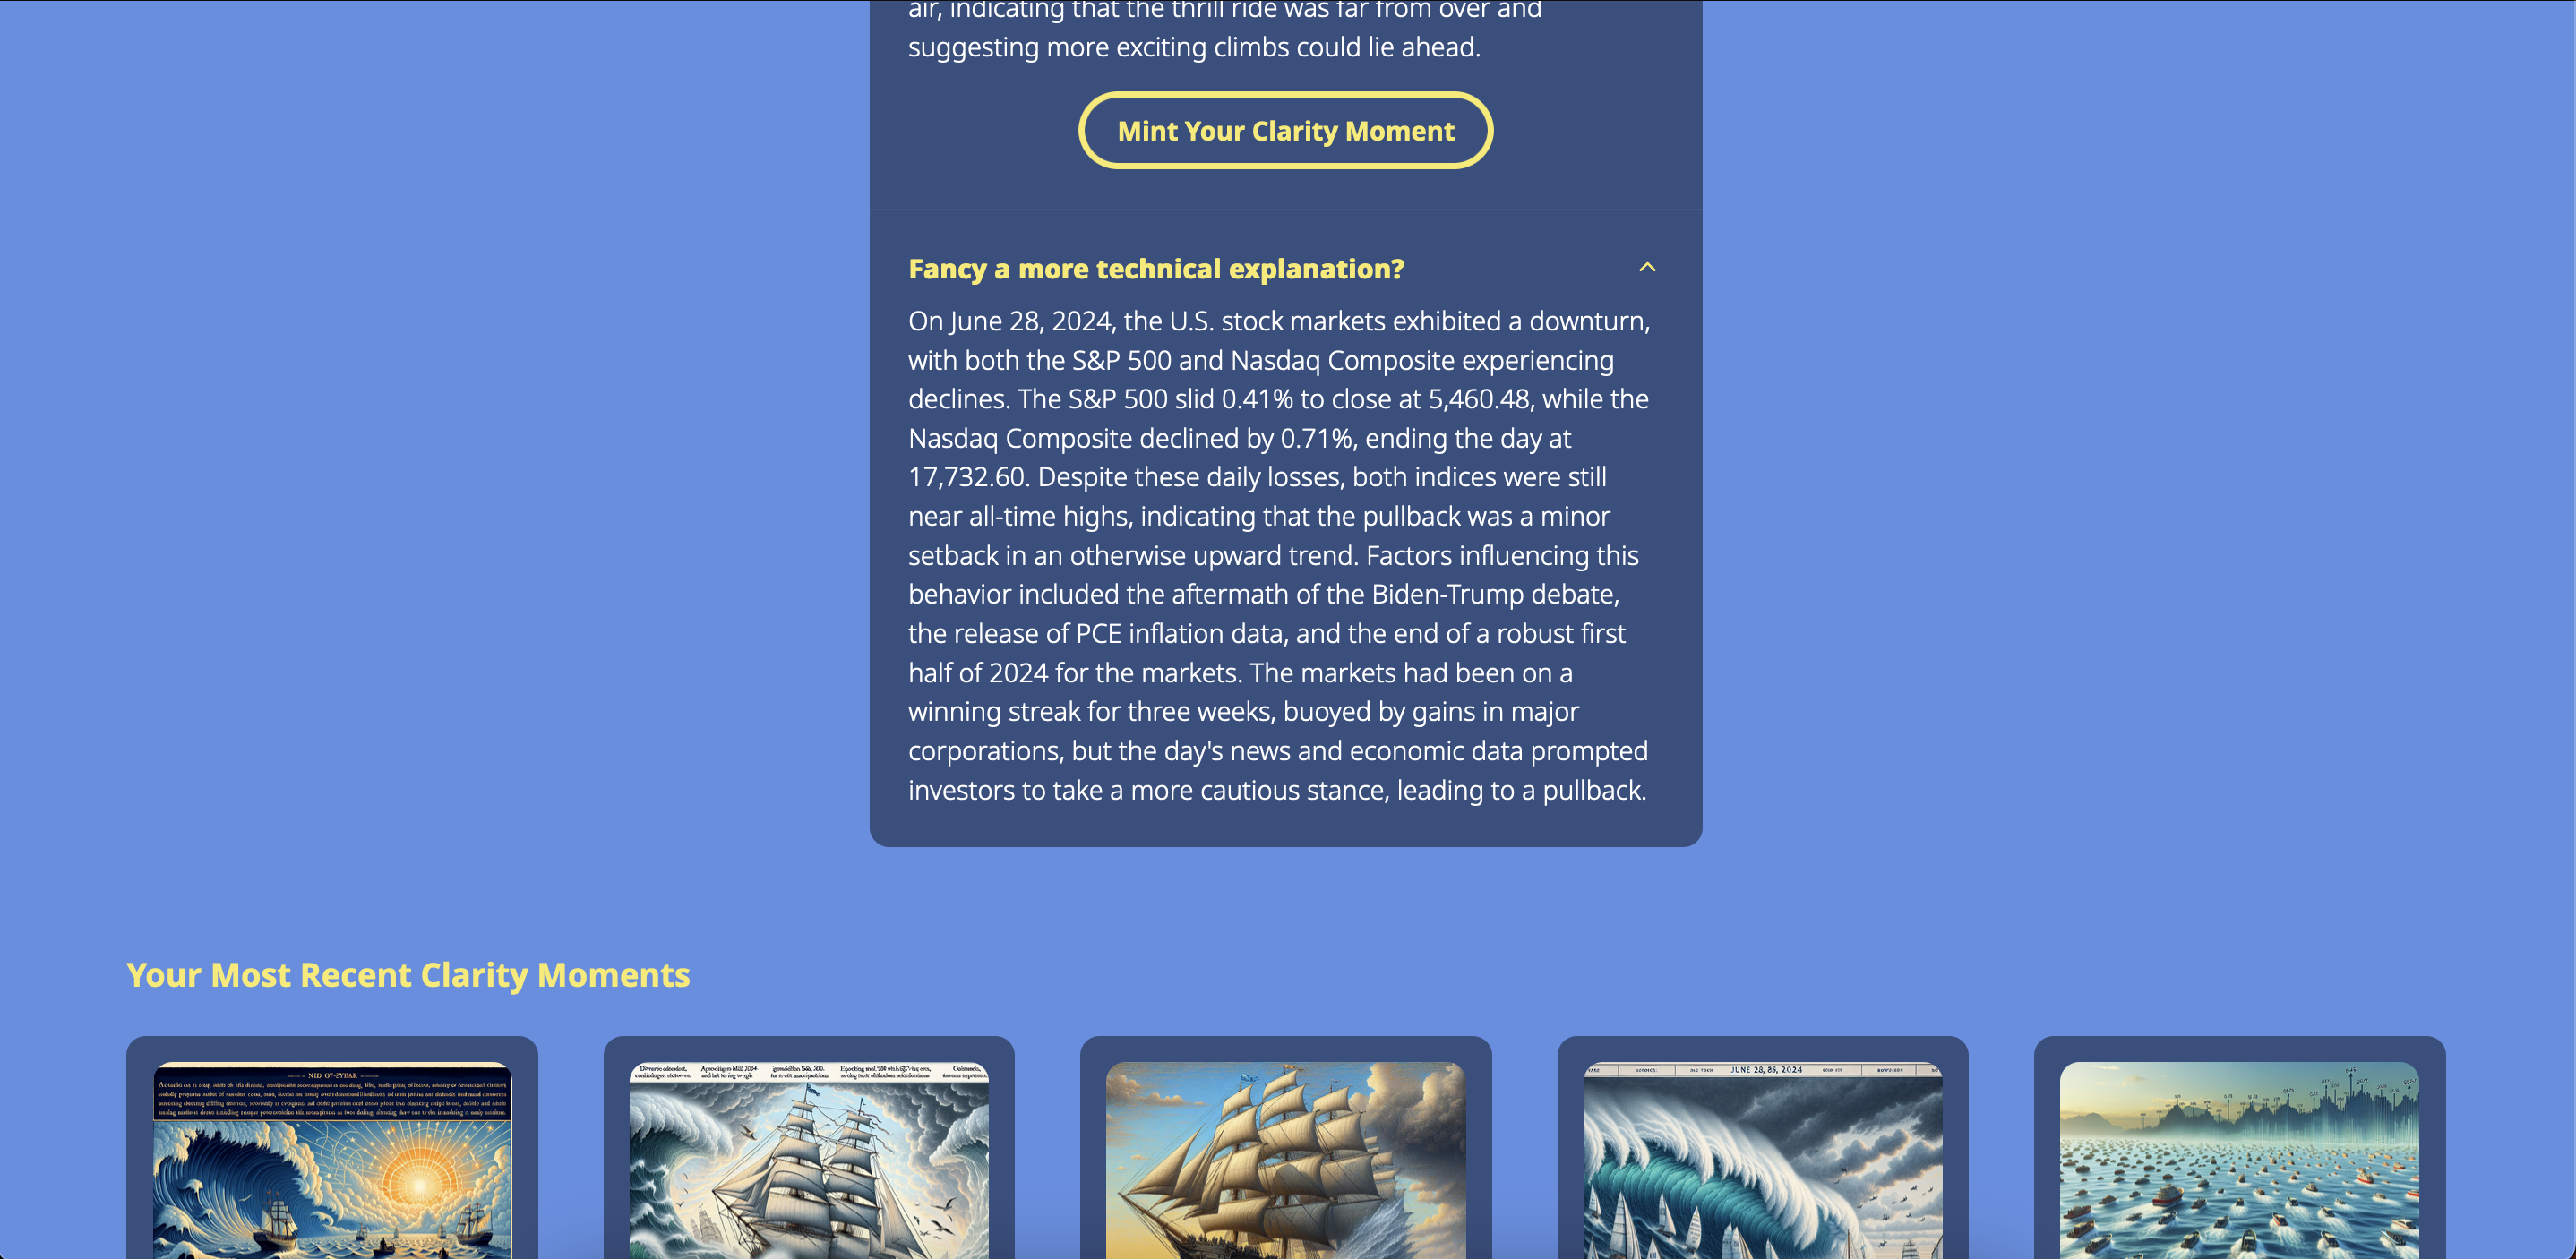 air, indicating that the thrill ride was far from over and
suggesting more exciting climbs could lie ahead.
Mint Your Clarity Moment
Fancy a more technical explanation?
On June 28, 2024, the U.S. stock markets exhibited a downturn,
with both the S&P 500 and Nasdaq Composite experiencing
declines. The S&P 500 slid 0.41% to close at 5,460.48, while the
Nasdaq Composite declined by 0.71%, ending the day at
17,732.60. Despite these daily losses, both indices were still
near all-time highs, indicating that the pullback was a minor
setback in an otherwise upward trend. Factors influencing this
behavior included the aftermath of the Biden-Trump debate,
the release of PCE inflation data, and the end of a robust first
half of 2024 for the markets. The markets had been on a
winning streak for three weeks, buoyed by gains in major
corporations, but the day's news and economic data prompted
investors to take a more cautious stance, leading to a pullback.
Your Most Recent Clarity Moments
JUNE 28, 85, 2024